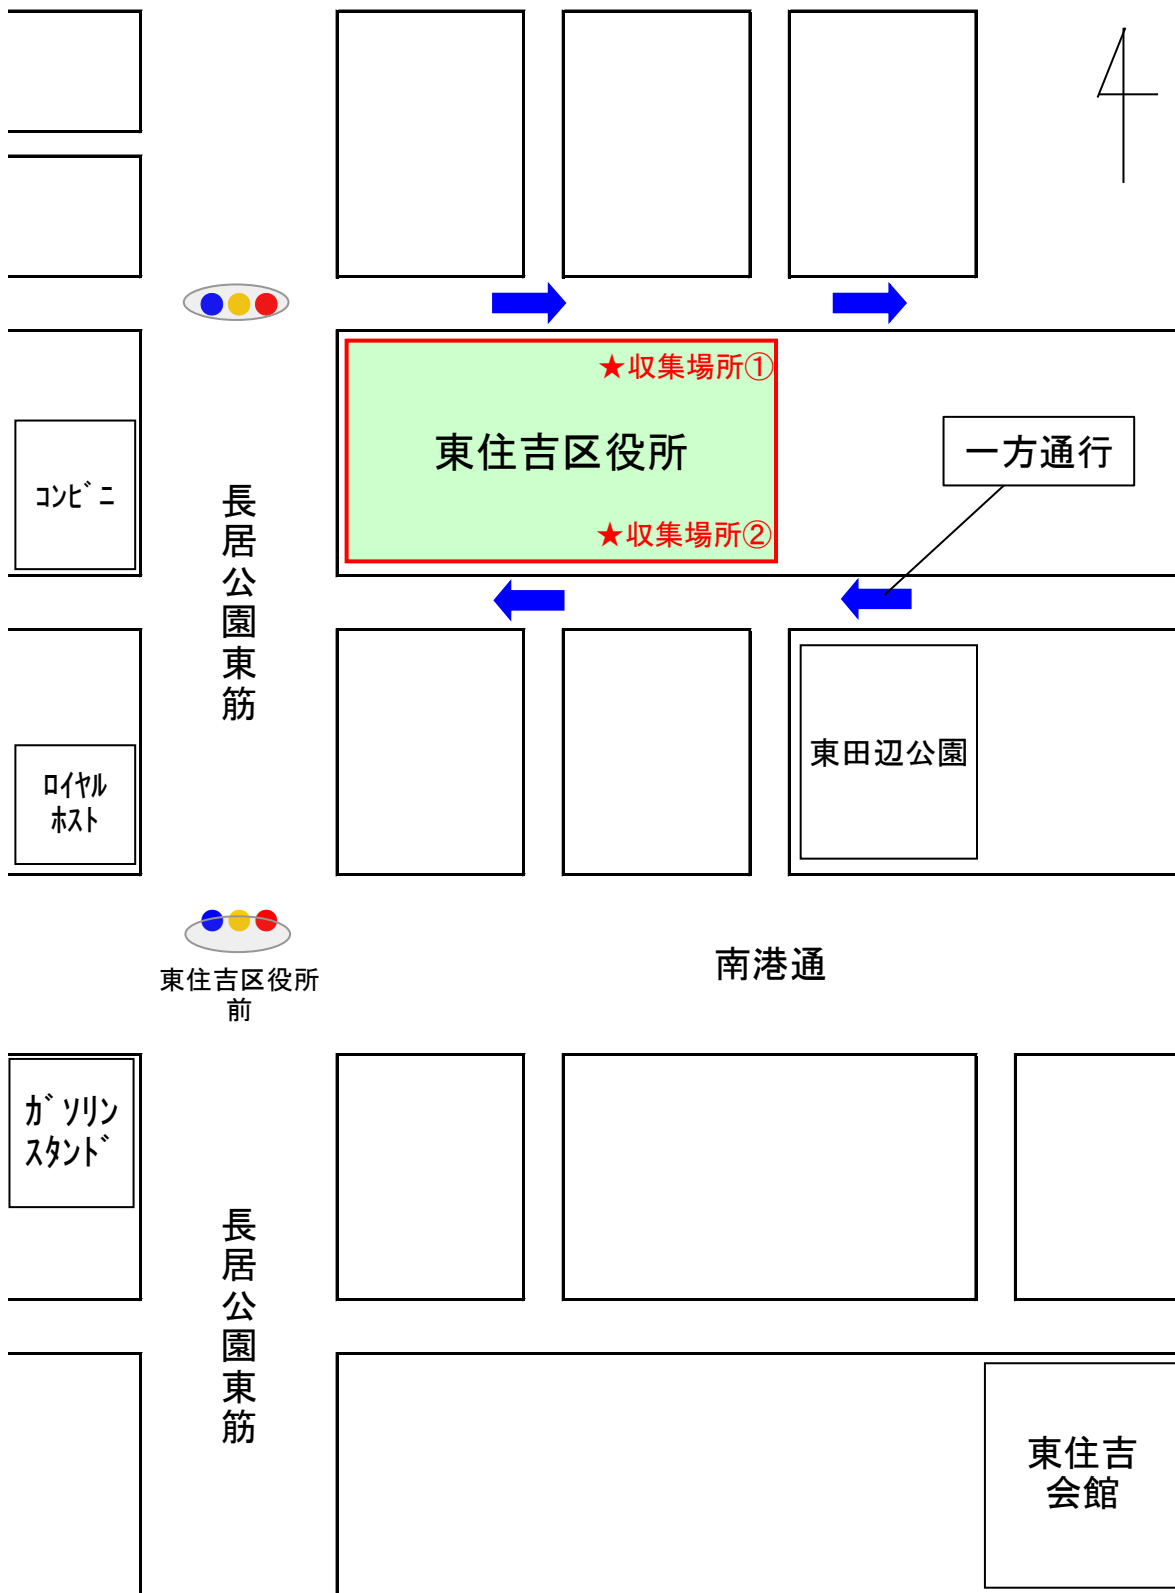 ★収集場所①
東住吉区役所
一方通行
コンビニ
長居公園東筋
★収集場所②
東田辺公園
ロイヤル
ホスト
南港通
東住吉区役所
前
ガソリン
スタンド
長居公園東筋
東住吉
会館